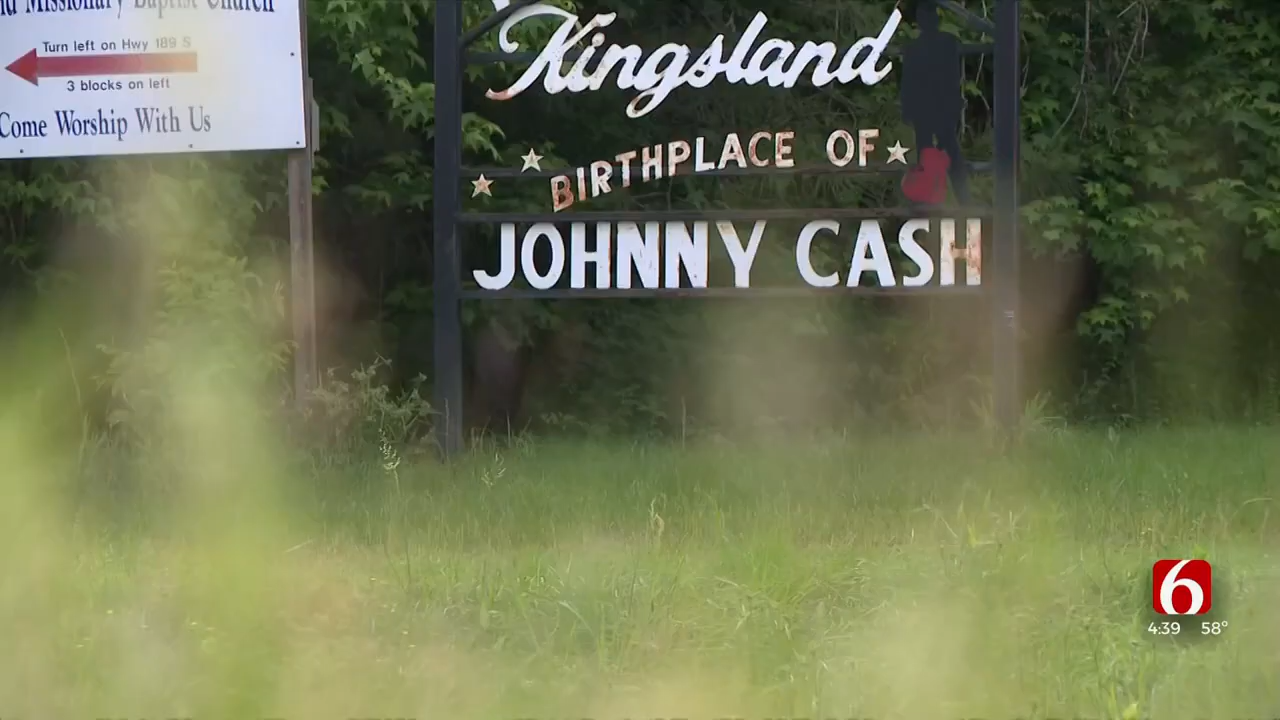 Missionary Baptist Church
Turn left on Hwy 189 S
3 blocks on left
Come Worship With Us
Kingsland
BIRTHPLACE OF
JOHNNY CASH
6
4:39 58°